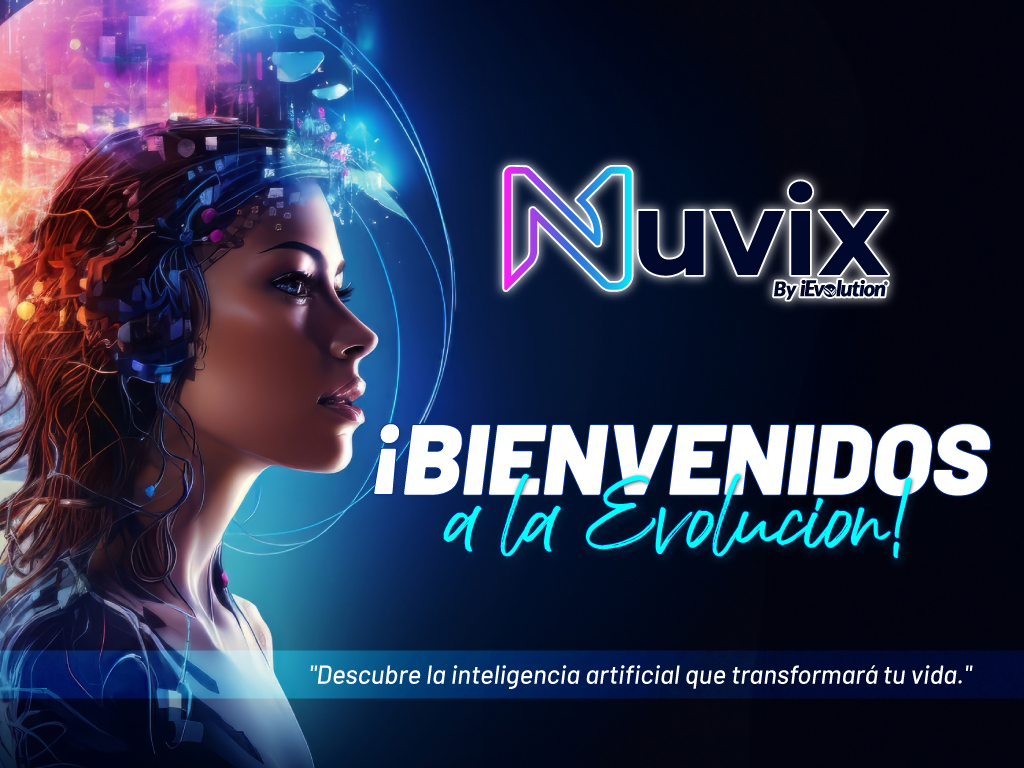 Nuvix
By iEvolution®
¡BIENVENIDOS
a la Evolucion!
"Descubre la inteligencia artificial que transformará tu vida."